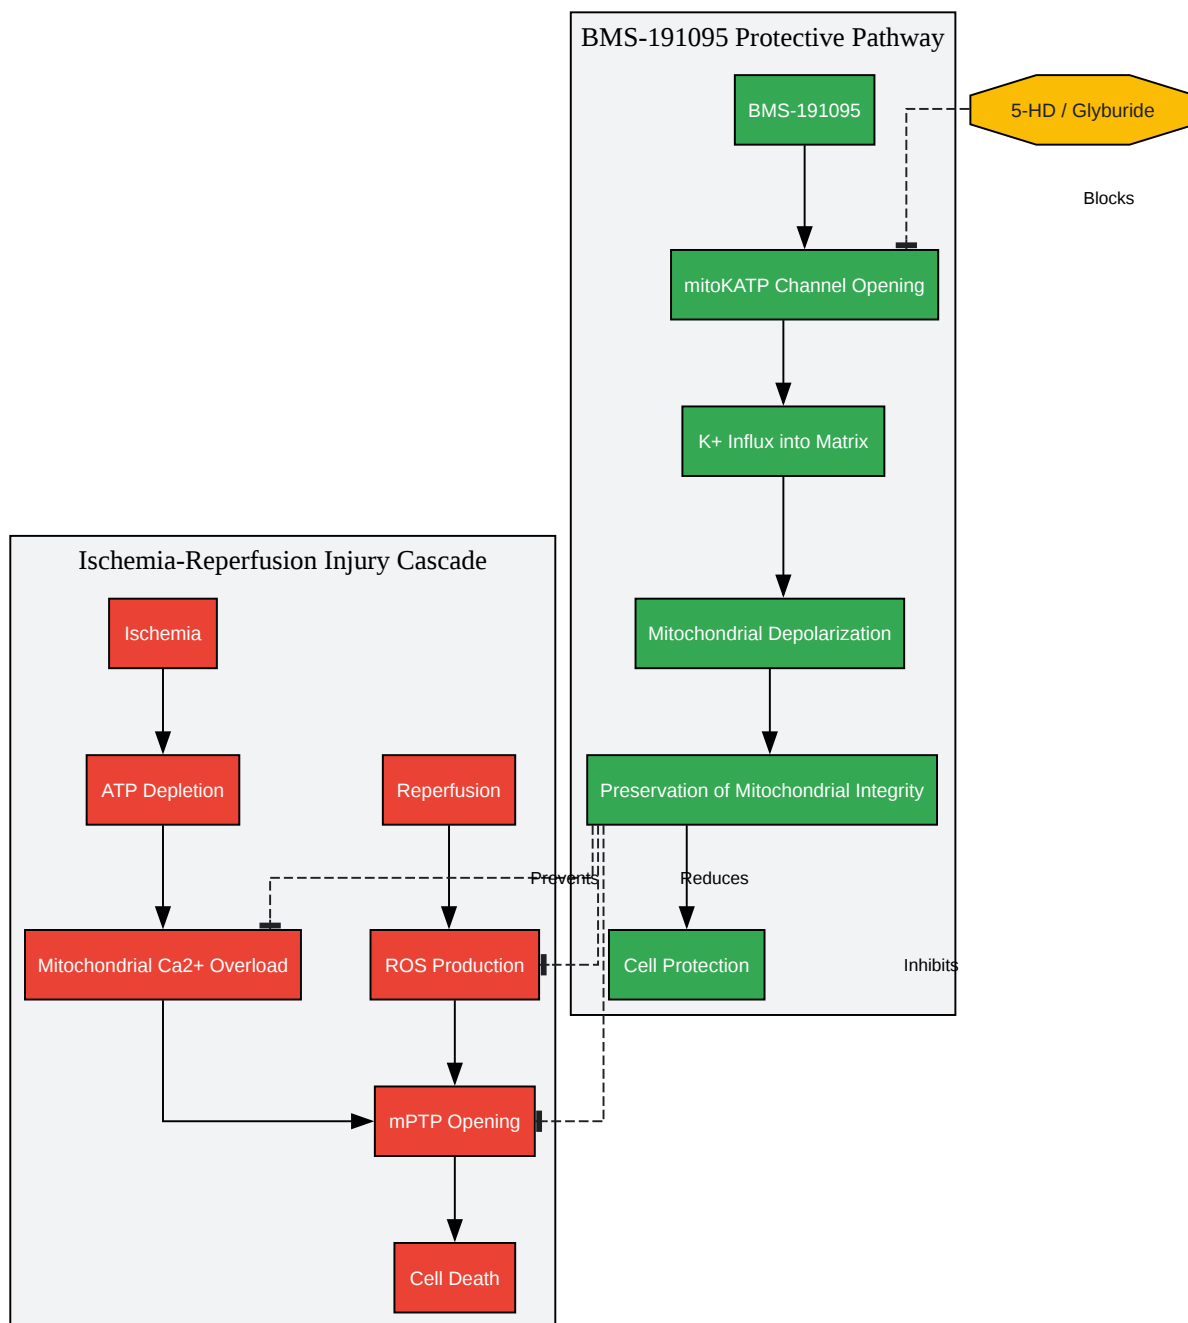 BMS-191095 Protective Pathway
BMS-191095
5-HD / Glyburide
Blocks
mitoKATP Channel Opening
K+ Influx into Matrix
Ischemia-Reperfusion Injury Cascade
Ischemia
Mitochondrial Depolarization
ATP Depletion
Reperfusion
Preservation of Mitochondrial Integrity
Prevents
Reduces
Mitochondrial Ca2+ Overload
ROS Production
Cell Protection
Inhibits
mPTP Opening
Cell Death